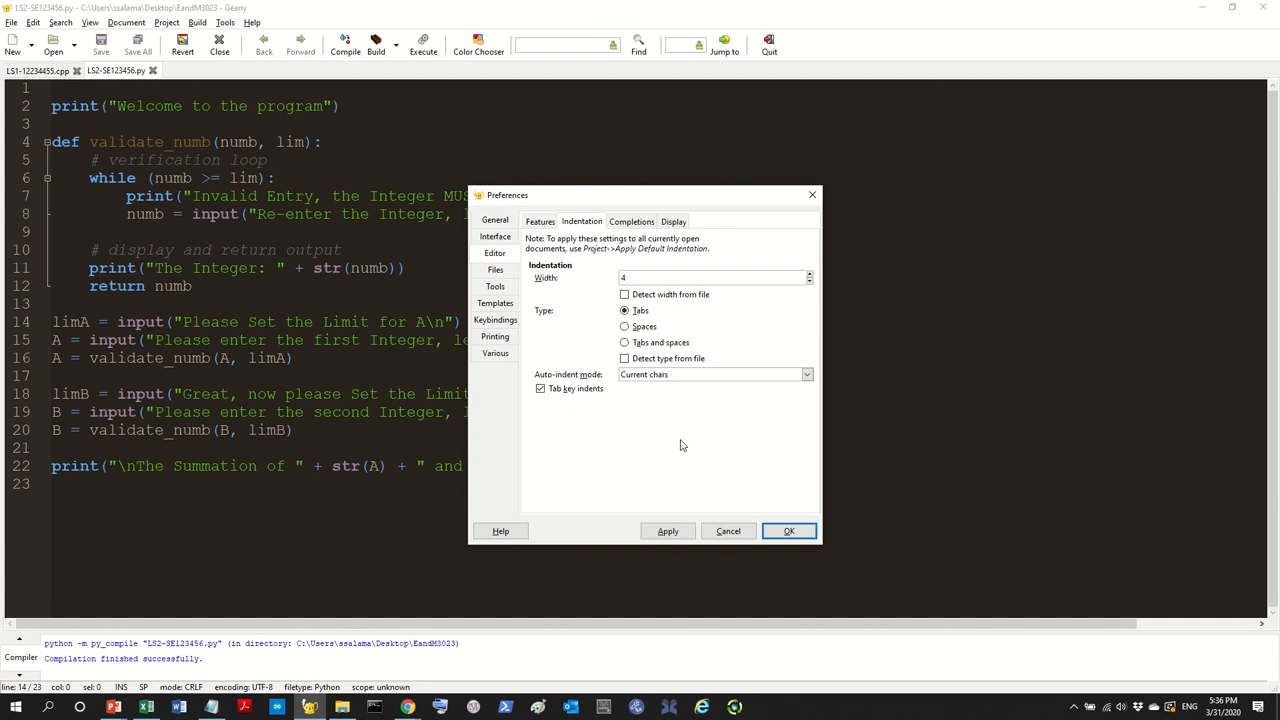 LS2-SE123456.py - C:\Users\ssalama\Desktop\EandM3023 - Geany
File Edit Search View Document Project Build Tools Help
New Open Save Save All Revert Close Back Forward Compile Build Execute Color Chooser Find Jump to Quit
LS1-12234455.cpp LS2-SE123456.py
1
2 print("Welcome to the program")
3
4 def validate_numb(numb, lim):
5 # verification loop
6 while (numb >= lim):
7 print("Invalid Entry, the Integer MUS
8 numb = input("Re-enter the Integer,
9
10 # display and return output
11 print("The Integer: " + str(numb))
12 return numb
13
14 limA = input("Please Set the Limit for A\n")
15 A = input("Please enter the first Integer, le
16 A = validate_numb(A, limA)
17
18 limB = input("Great, now please Set the Limit
19 B = input("Please enter the second Integer,
20 B = validate_numb(B, limB)
21
22 print("\nThe Summation of " + str(A) + " and
23
Preferences
General
Interface
Editor
Files
Tools
Templates
Keybindings
Printing
Various
Features Indentation Completions Display
Note: To apply these settings to all currently open
documents, use Project->Apply Default Indentation.
Indentation
Width: 4
Detect width from file
Type: Tabs
Spaces
Tabs and spaces
Detect type from file
Auto-indent mode: Current chars
Tab key indents
Help Apply Cancel OK
Compiler
python -m py_compile "LS2-SE123456.py" (in directory: C:\Users\ssalama\Desktop\EandM3023)
Compilation finished successfully.
line: 14 / 23 col: 0 sel: 0 INS SP mode: CRLF encoding: UTF-8 filetype: Python scope: unknown
ENG
5:36 PM
3/31/2020